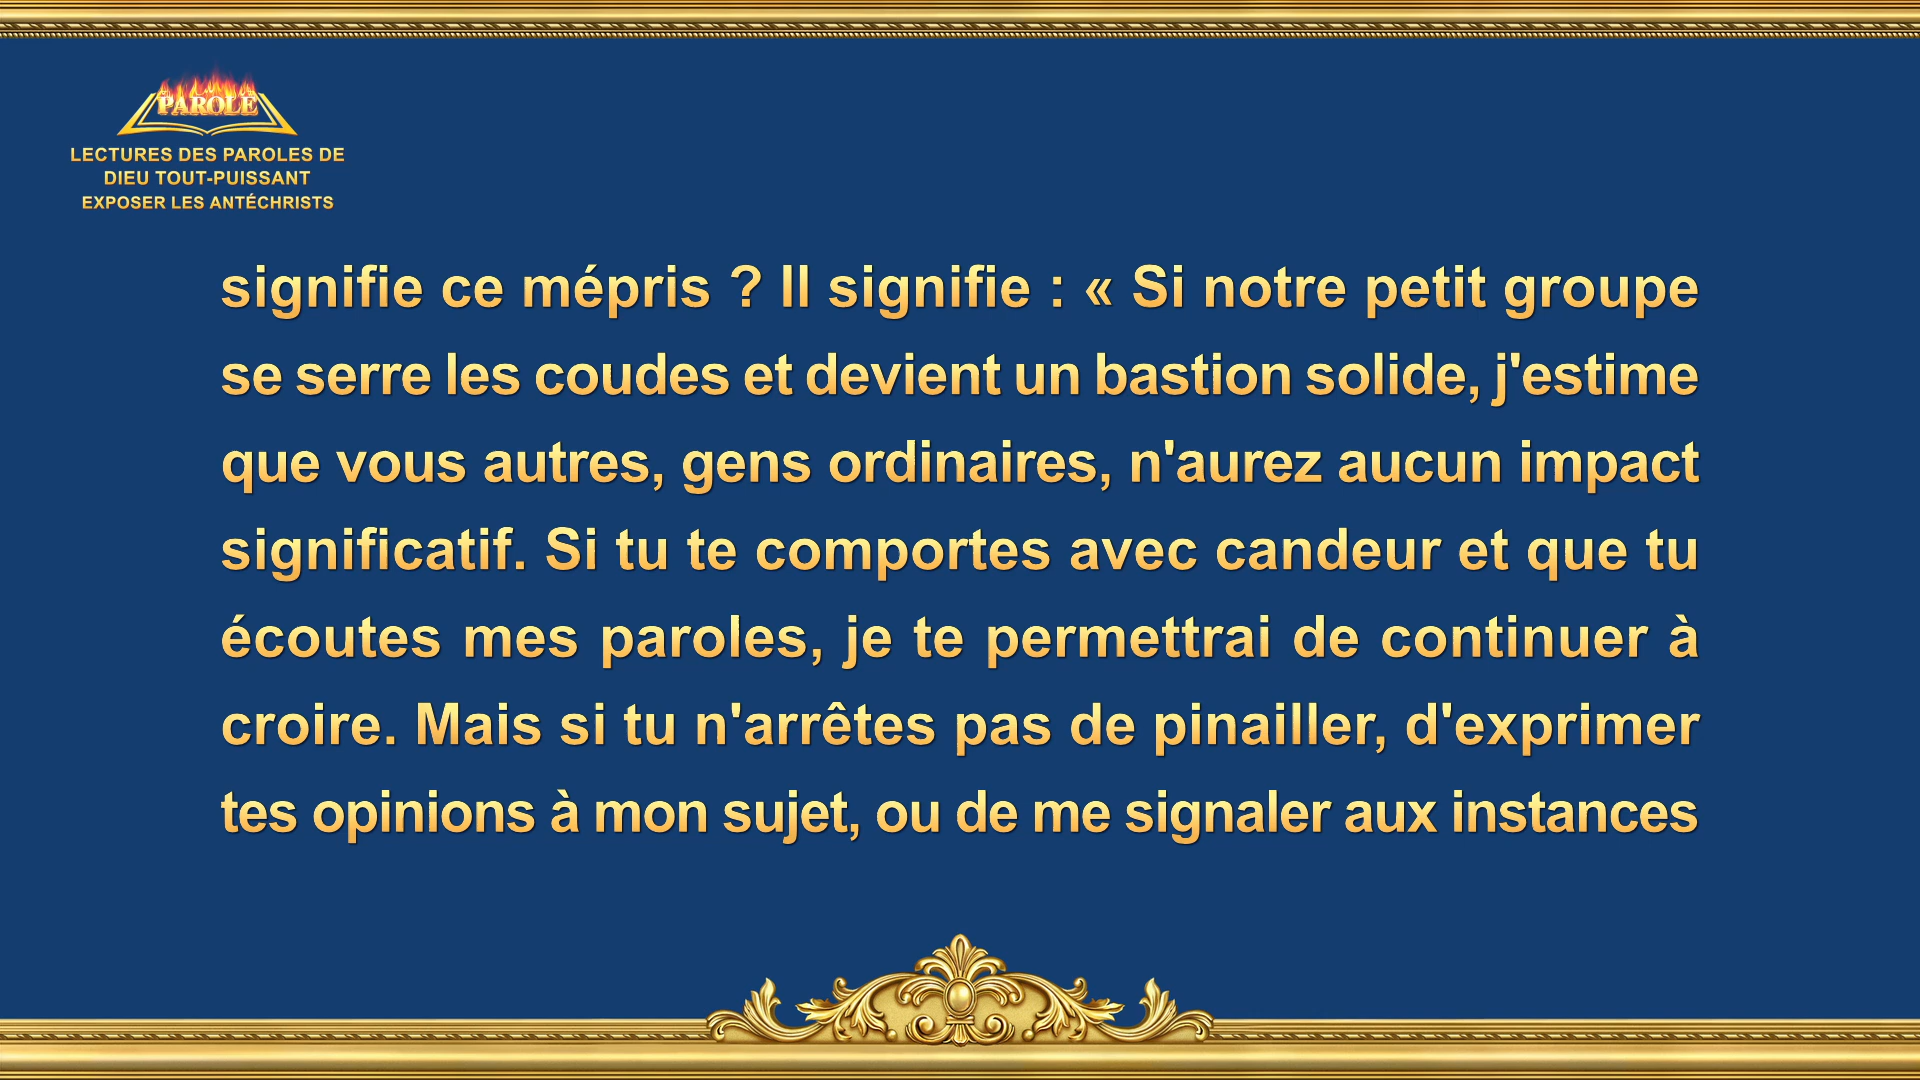 PAROLE
LECTURES DES PAROLES DE
DIEU TOUT-PUISSANT
EXPOSER LES ANTÉCHRISTS
signifie ce mépris ? Il signifie : « Si notre petit groupe
se serre les coudes et devient un bastion solide, j'estime
que vous autres, gens ordinaires, n'aurez aucun impact
significatif. Si tu te comportes avec candeur et que tu
écoutes mes paroles, je te permettrai de continuer à
croire. Mais si tu n'arrêtes pas de pinailler, d'exprimer
tes opinions à mon sujet, ou de me signaler aux instances